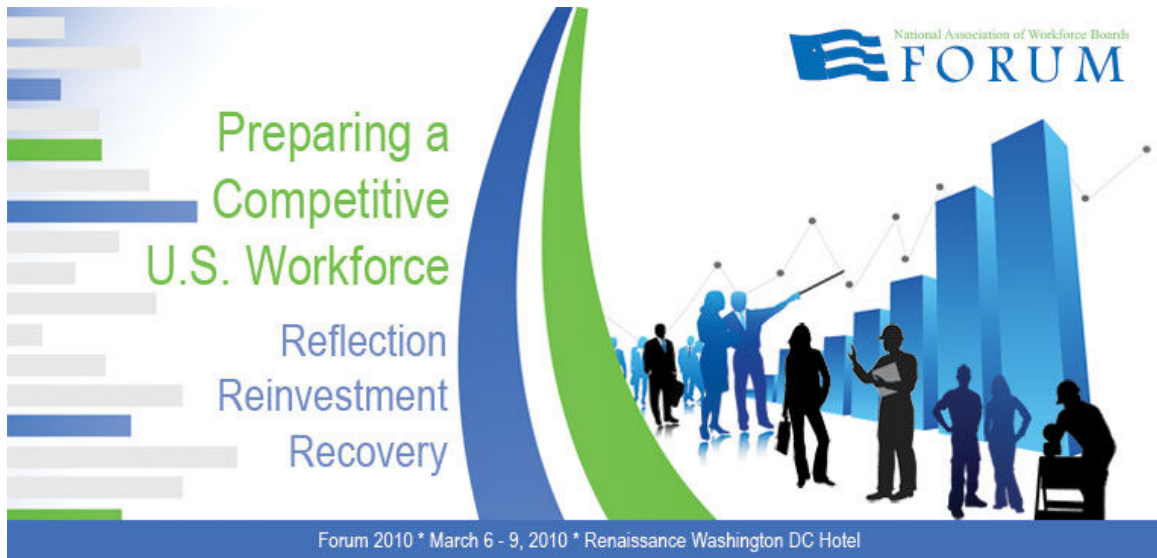 National Association of Workforce Boards
FORUM
Preparing a
Competitive
U.S. Workforce
Reflection
Reinvestment
Recovery
Forum 2010 * March 6 - 9, 2010 * Renaissance Washington DC Hotel